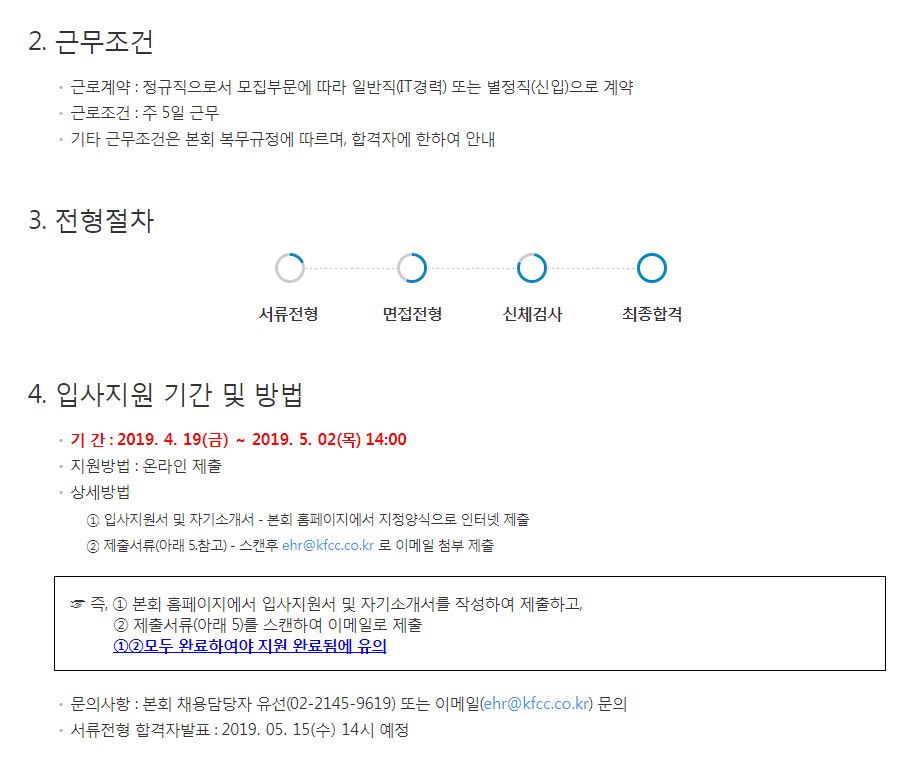 2. 근무조건
· 근로계약 : 정규직으로서 모집부문에 따라 일반직(IT경력) 또는 별정직(신입)으로 계약
· 근로조건 : 주 5일 근무
· 기타 근무조건은 본회 복무규정에 따르며, 합격자에 한하여 안내
3. 전형절차
서류전형 면접전형 신체검사 최종합격
4. 입사지원 기간 및 방법
· 기 간 : 2019. 4. 19(금) ~ 2019. 5. 02(목) 14:00
· 지원방법 : 온라인 제출
· 상세방법
① 입사지원서 및 자기소개서 - 본회 홈페이지에서 지정양식으로 인터넷 제출
② 제출서류(아래 5.참고) - 스캔후 ehr@kfcc.co.kr 로 이메일 첨부 제출
☞ 즉, ① 본회 홈페이지에서 입사지원서 및 자기소개서를 작성하여 제출하고,
② 제출서류(아래 5)를 스캔하여 이메일로 제출
①②모두 완료하여야 지원 완료됨에 유의
· 문의사항 : 본회 채용담당자 유선(02-2145-9619) 또는 이메일(ehr@kfcc.co.kr) 문의
· 서류전형 합격자발표 : 2019. 05. 15(수) 14시 예정